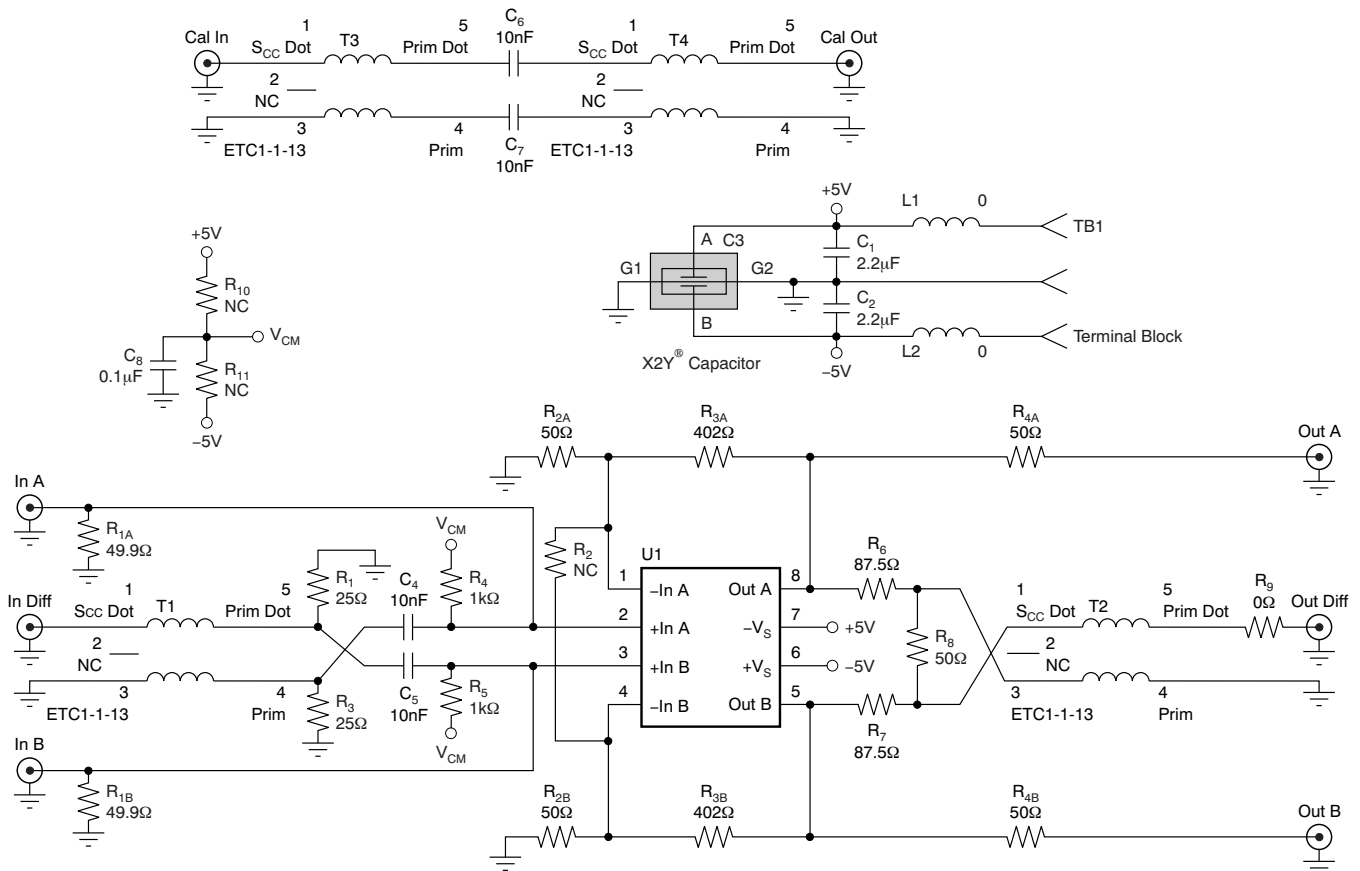 Cal In
1
S_CC Dot
T3
5
Prim Dot
C_6
10nF
1
S_CC Dot
T4
5
Prim Dot
Cal Out
2
NC
2
NC
3
4
3
4
ETC1-1-13
Prim
C_7
10nF
ETC1-1-13
Prim
+5V
R_10
NC
V_CM
C_8
0.1µF
R_11
NC
−5V
+5V
L1
0
TB1
A
C3
C_1
2.2µF
G1
G2
C_2
2.2µF
B
L2
0
Terminal Block
X2Y® Capacitor
−5V
R_2A
50Ω
R_3A
402Ω
R_4A
50Ω
Out A
In A
R_1A
49.9Ω
V_CM
R_4
1kΩ
R_2
NC
U1
R_6
87.5Ω
1
−In A
Out A
8
2
+In A
−V_S
7
+5V
3
+In B
+V_S
6
−5V
4
−In B
Out B
5
In Diff
1
S_CC Dot
T1
5
Prim Dot
R_1
25Ω
C_4
10nF
2
NC
3
4
ETC1-1-13
Prim
R_3
25Ω
C_5
10nF
R_5
1kΩ
V_CM
R_8
50Ω
R_7
87.5Ω
1
S_CC Dot
T2
5
Prim Dot
R_9
0Ω
Out Diff
2
NC
3
4
ETC1-1-13
Prim
In B
R_1B
49.9Ω
R_2B
50Ω
R_3B
402Ω
R_4B
50Ω
Out B